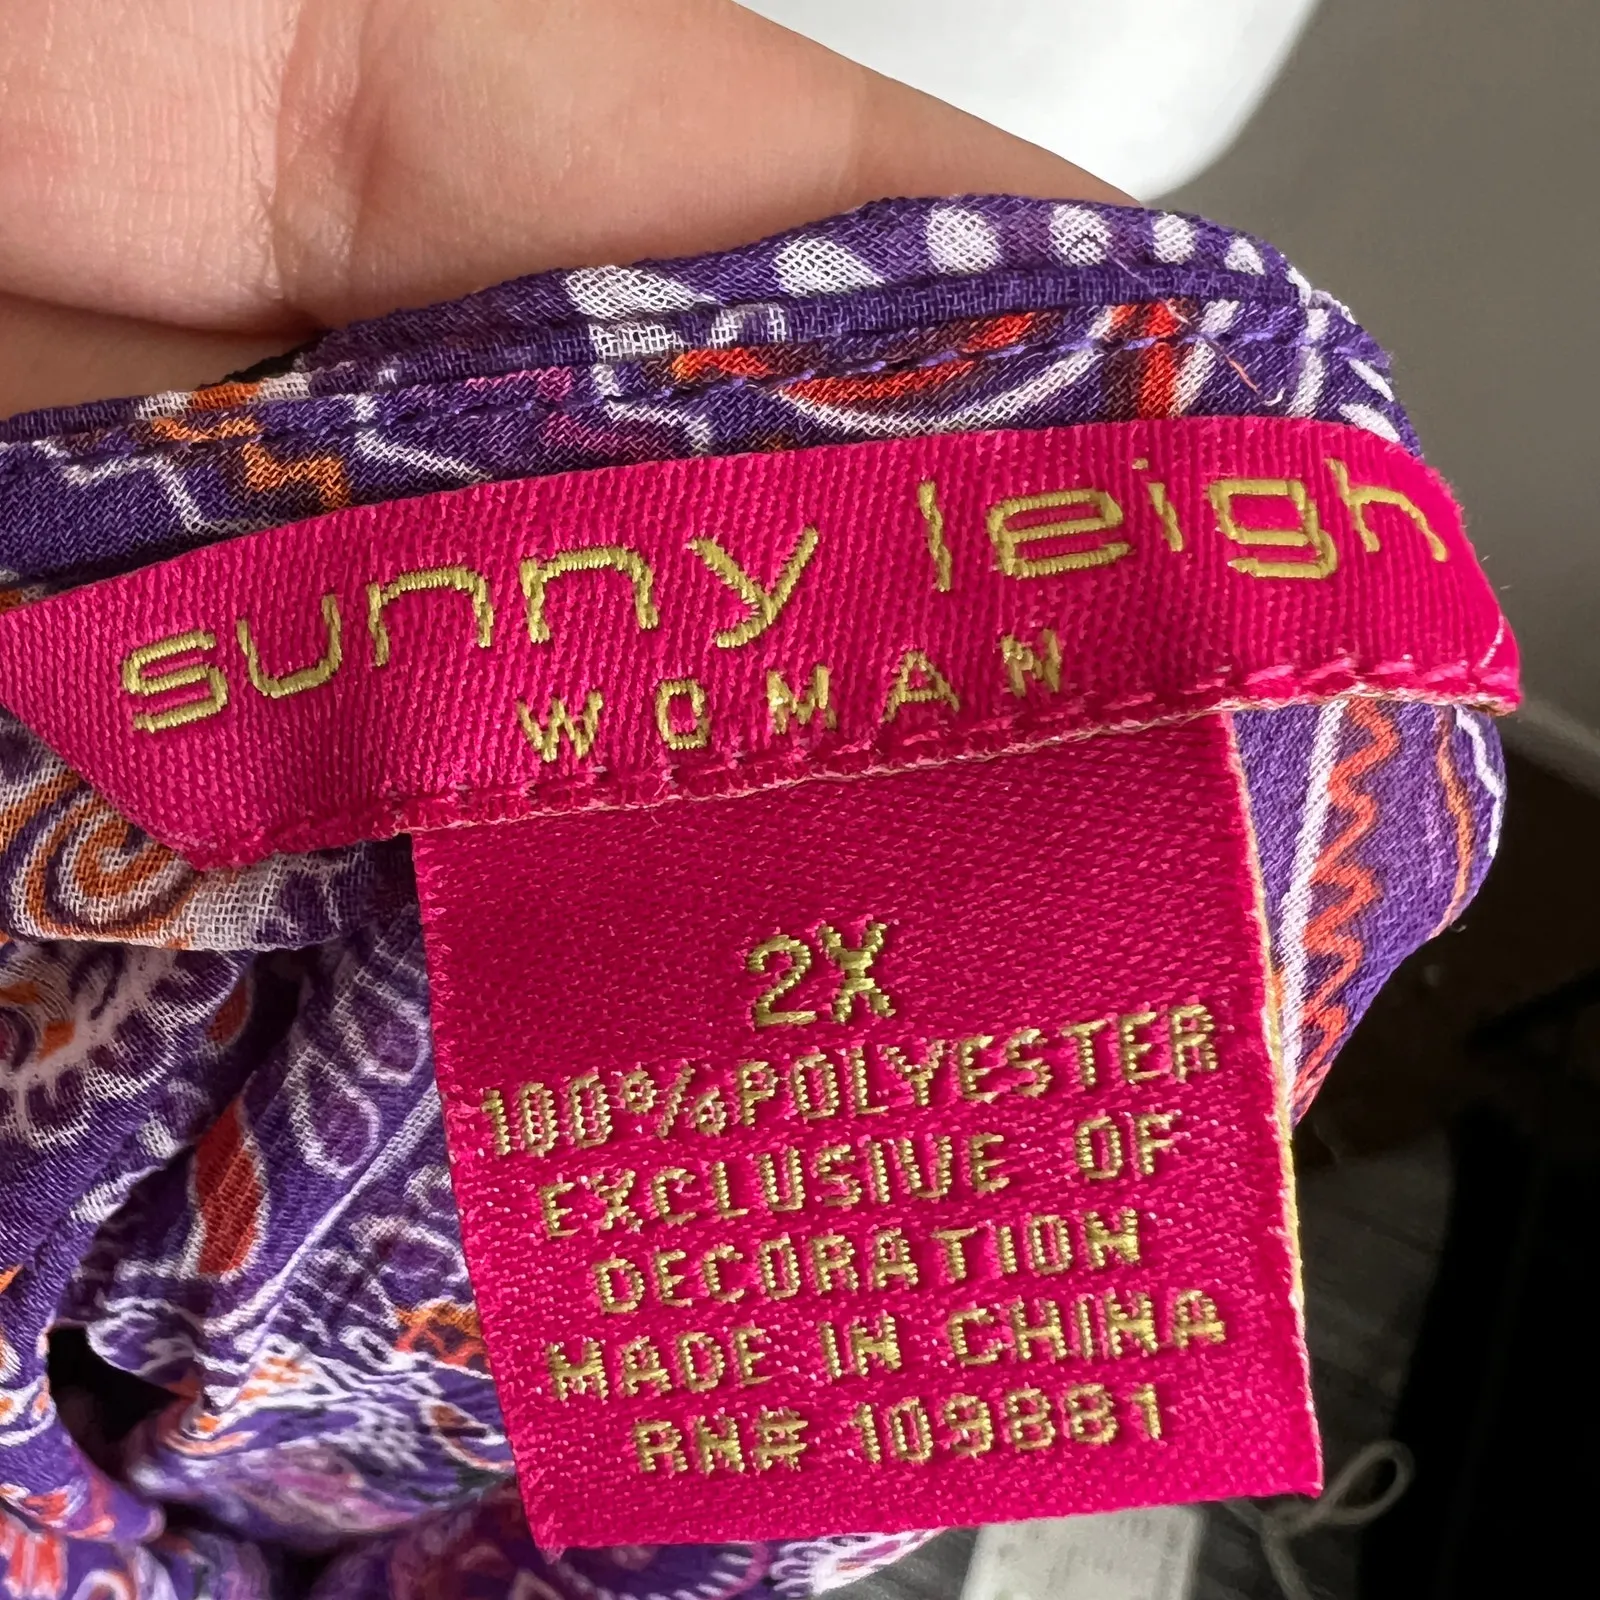 sunny leigh
WOMAN
2X
100%POLYESTER
EXCLUSIVE OF
DECORATION
MADE IN CHINA
RN# 109881